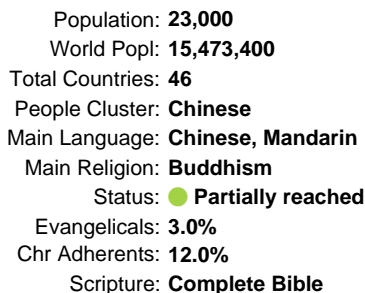 Population: 23,000
World Popl: 15,473,400
Total Countries: 46
People Cluster: Chinese
Main Language: Chinese, Mandarin
Main Religion: Buddhism
Status: Partially reached
Evangelicals: 3.0%
Chr Adherents: 12.0%
Scripture: Complete Bible